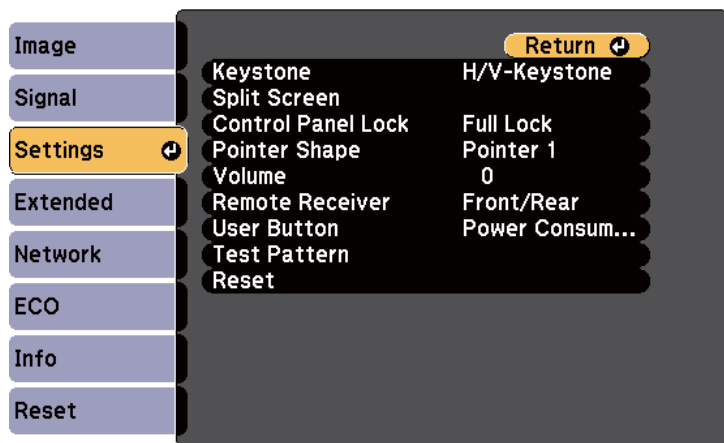 Image
Signal
Settings
Extended
Network
ECO
Info
Reset
Return
Keystone H/V-Keystone
Split Screen
Control Panel Lock Full Lock
Pointer Shape Pointer 1
Volume 0
Remote Receiver Front/Rear
User Button Power Consum...
Test Pattern
Reset